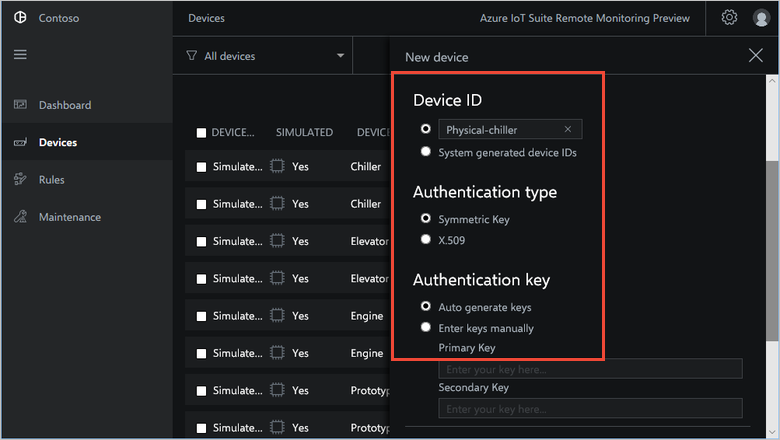 Contoso
Devices
Azure IoT Suite Remote Monitoring Preview
All devices
New device
Dashboard
Devices
Rules
Maintenance
DEVICE... SIMULATED DEVIC
Simulate... Yes Chiller
Simulate... Yes Chiller
Simulate... Yes Elevator
Simulate... Yes Elevator
Simulate... Yes Engine
Simulate... Yes Engine
Simulate... Yes Prototyp
Simulate... Yes Prototyp
Device ID
Physical-chiller
System generated device IDs
Authentication type
Symmetric Key
X.509
Authentication key
Auto generate keys
Enter keys manually
Primary Key
Enter your key here...
Secondary Key
Enter your key here...